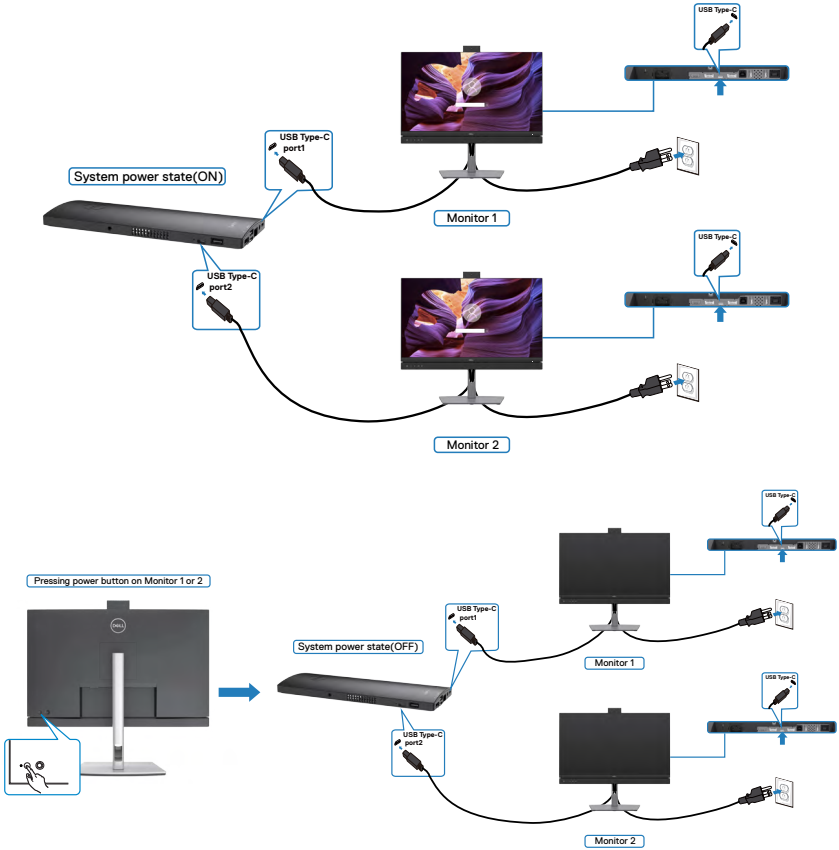 USB Type-C
USB Type-C
port1
System power state(ON)
Monitor 1
USB Type-C
USB Type-C
port2
Monitor 2
USB Type-C
Pressing power button on Monitor 1 or 2
DELL
USB Type-C
port1
System power state(OFF)
Monitor 1
USB Type-C
USB Type-C
port2
Monitor 2